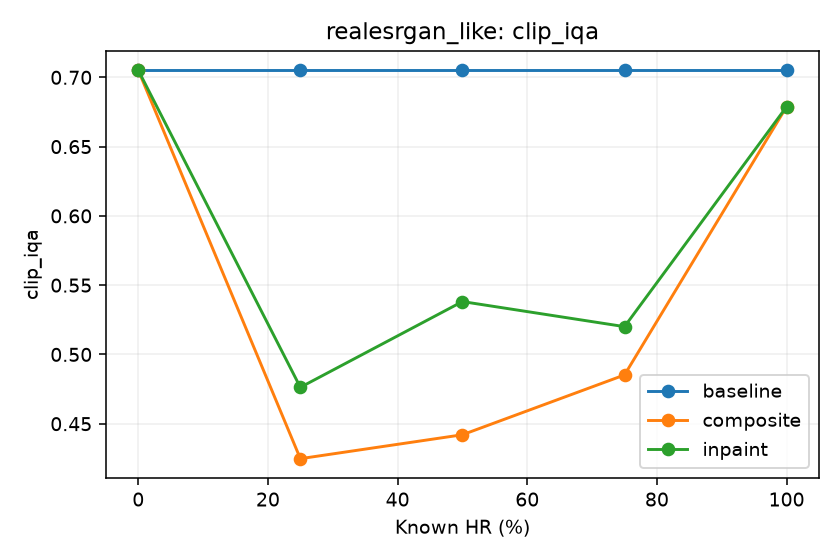 realesrgan_like: clip_iqa
clip_iqa
0.70
0.65
0.60
0.55
0.50
0.45
0 20 40 60 80 100
Known HR (%)
baseline
composite
inpaint